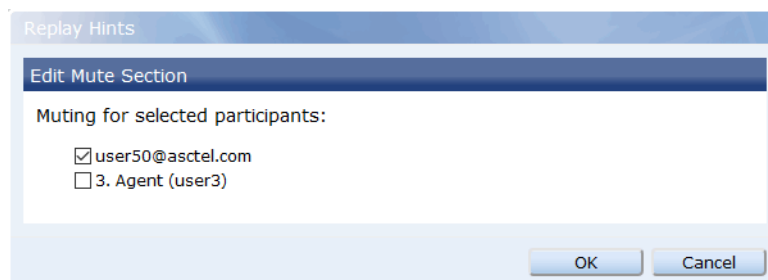 Replay Hints
Edit Mute Section
Muting for selected participants:
user50@asctel.com
3. Agent (user3)
OK Cancel